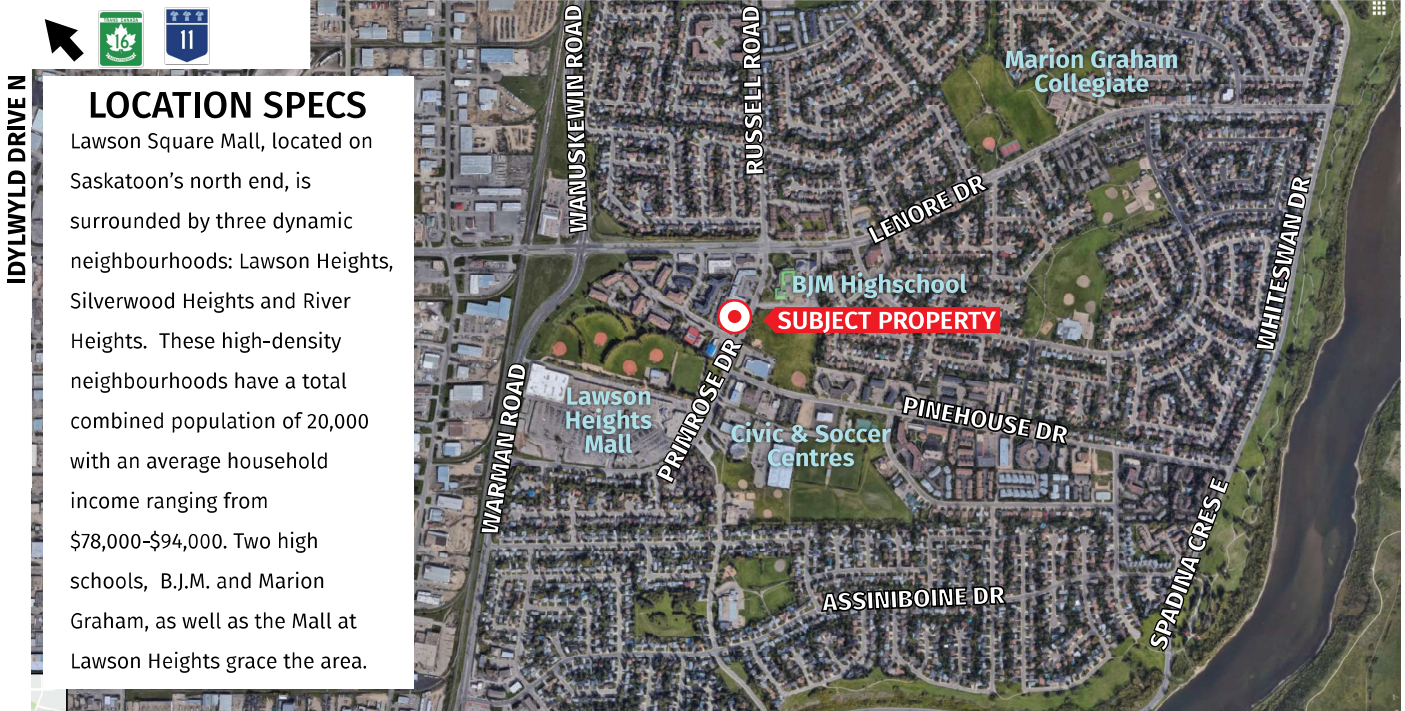 TRANS CANADA
16
11
IDYLWYLD DRIVE N
LOCATION SPECS
Lawson Square Mall, located on
Saskatoon's north end, is
surrounded by three dynamic
neighbourhoods: Lawson Heights,
Silverwood Heights and River
Heights.  These high-density
neighbourhoods have a total
combined population of 20,000
with an average household
income ranging from
$78,000-$94,000. Two high
schools,  B.J.M. and Marion
Graham, as well as the Mall at
Lawson Heights grace the area.
WANUSKEWIN ROAD
RUSSELL ROAD
Marion Graham
Collegiate
LENORE DR
WHITESWAN DR
BJM Highschool
SUBJECT PROPERTY
PRIMROSE DR
WARMAN ROAD
Lawson
Heights
Mall
PINEHOUSE DR
Civic & Soccer
Centres
SPADINA CRES E
ASSINIBOINE DR